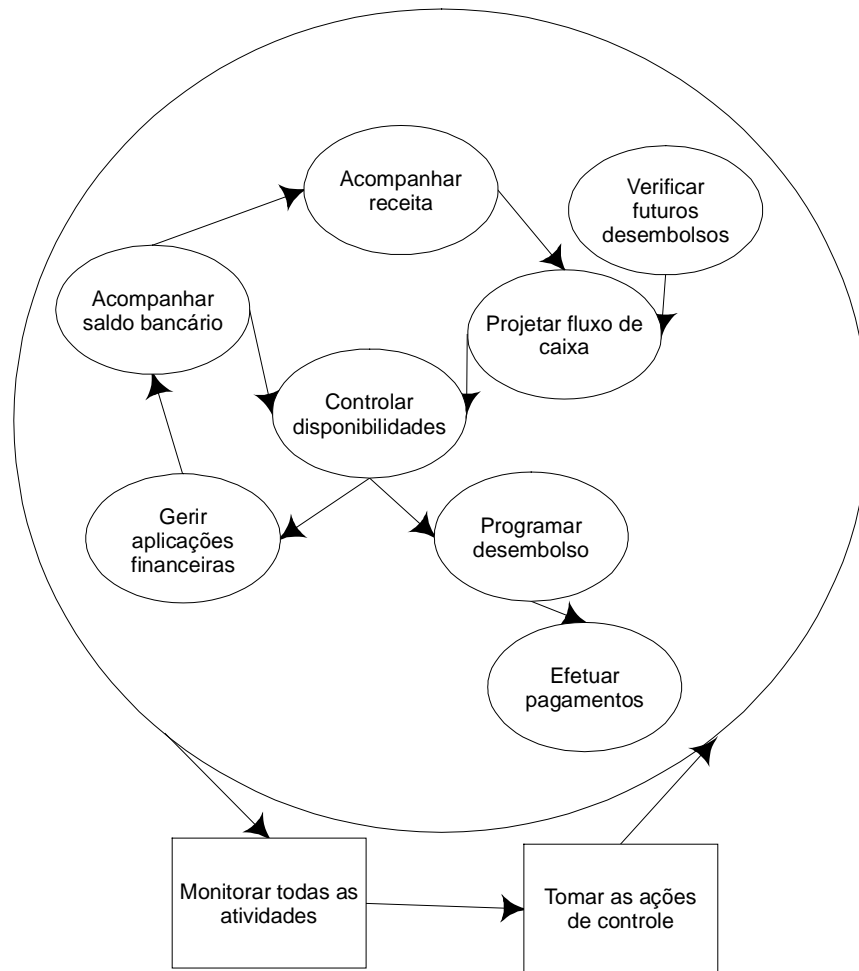 Acompanhar
receita
Verificar
futuros
desembolsos
Acompanhar
saldo bancário
Projetar fluxo de
caixa
Controlar
disponibilidades
Gerir
aplicações
financeiras
Programar
desembolso
Efetuar
pagamentos
Monitorar todas as
atividades
Tomar as ações
de controle